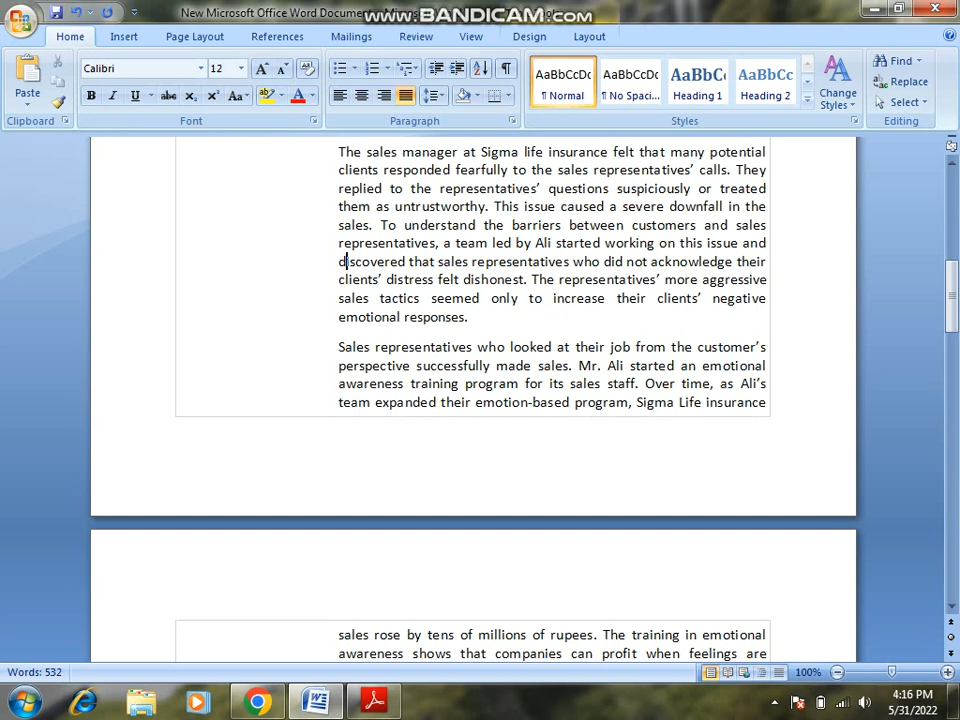 New Microsoft Office Word Document
www.BANDICAM.com
Home Insert Page Layout References Mailings Review View Design Layout
Paste
Calibri 12
AaBbCcDc AaBbCcDc AaBbC AaBbCc
¶ Normal ¶ No Spaci... Heading 1 Heading 2
Change Styles
Find
Replace
Select
Clipboard Font Paragraph Styles Editing
The sales manager at Sigma life insurance felt that many potential
clients responded fearfully to the sales representatives’ calls. They
replied to the representatives’ questions suspiciously or treated
them as untrustworthy. This issue caused a severe downfall in the
sales. To understand the barriers between customers and sales
representatives, a team led by Ali started working on this issue and
discovered that sales representatives who did not acknowledge their
clients’ distress felt dishonest. The representatives’ more aggressive
sales tactics seemed only to increase their clients’ negative
emotional responses.
Sales representatives who looked at their job from the customer’s
perspective successfully made sales. Mr. Ali started an emotional
awareness training program for its sales staff. Over time, as Ali’s
team expanded their emotion-based program, Sigma Life insurance
sales rose by tens of millions of rupees. The training in emotional
awareness shows that companies can profit when feelings are
Words: 532
100%
4:16 PM
5/31/2022